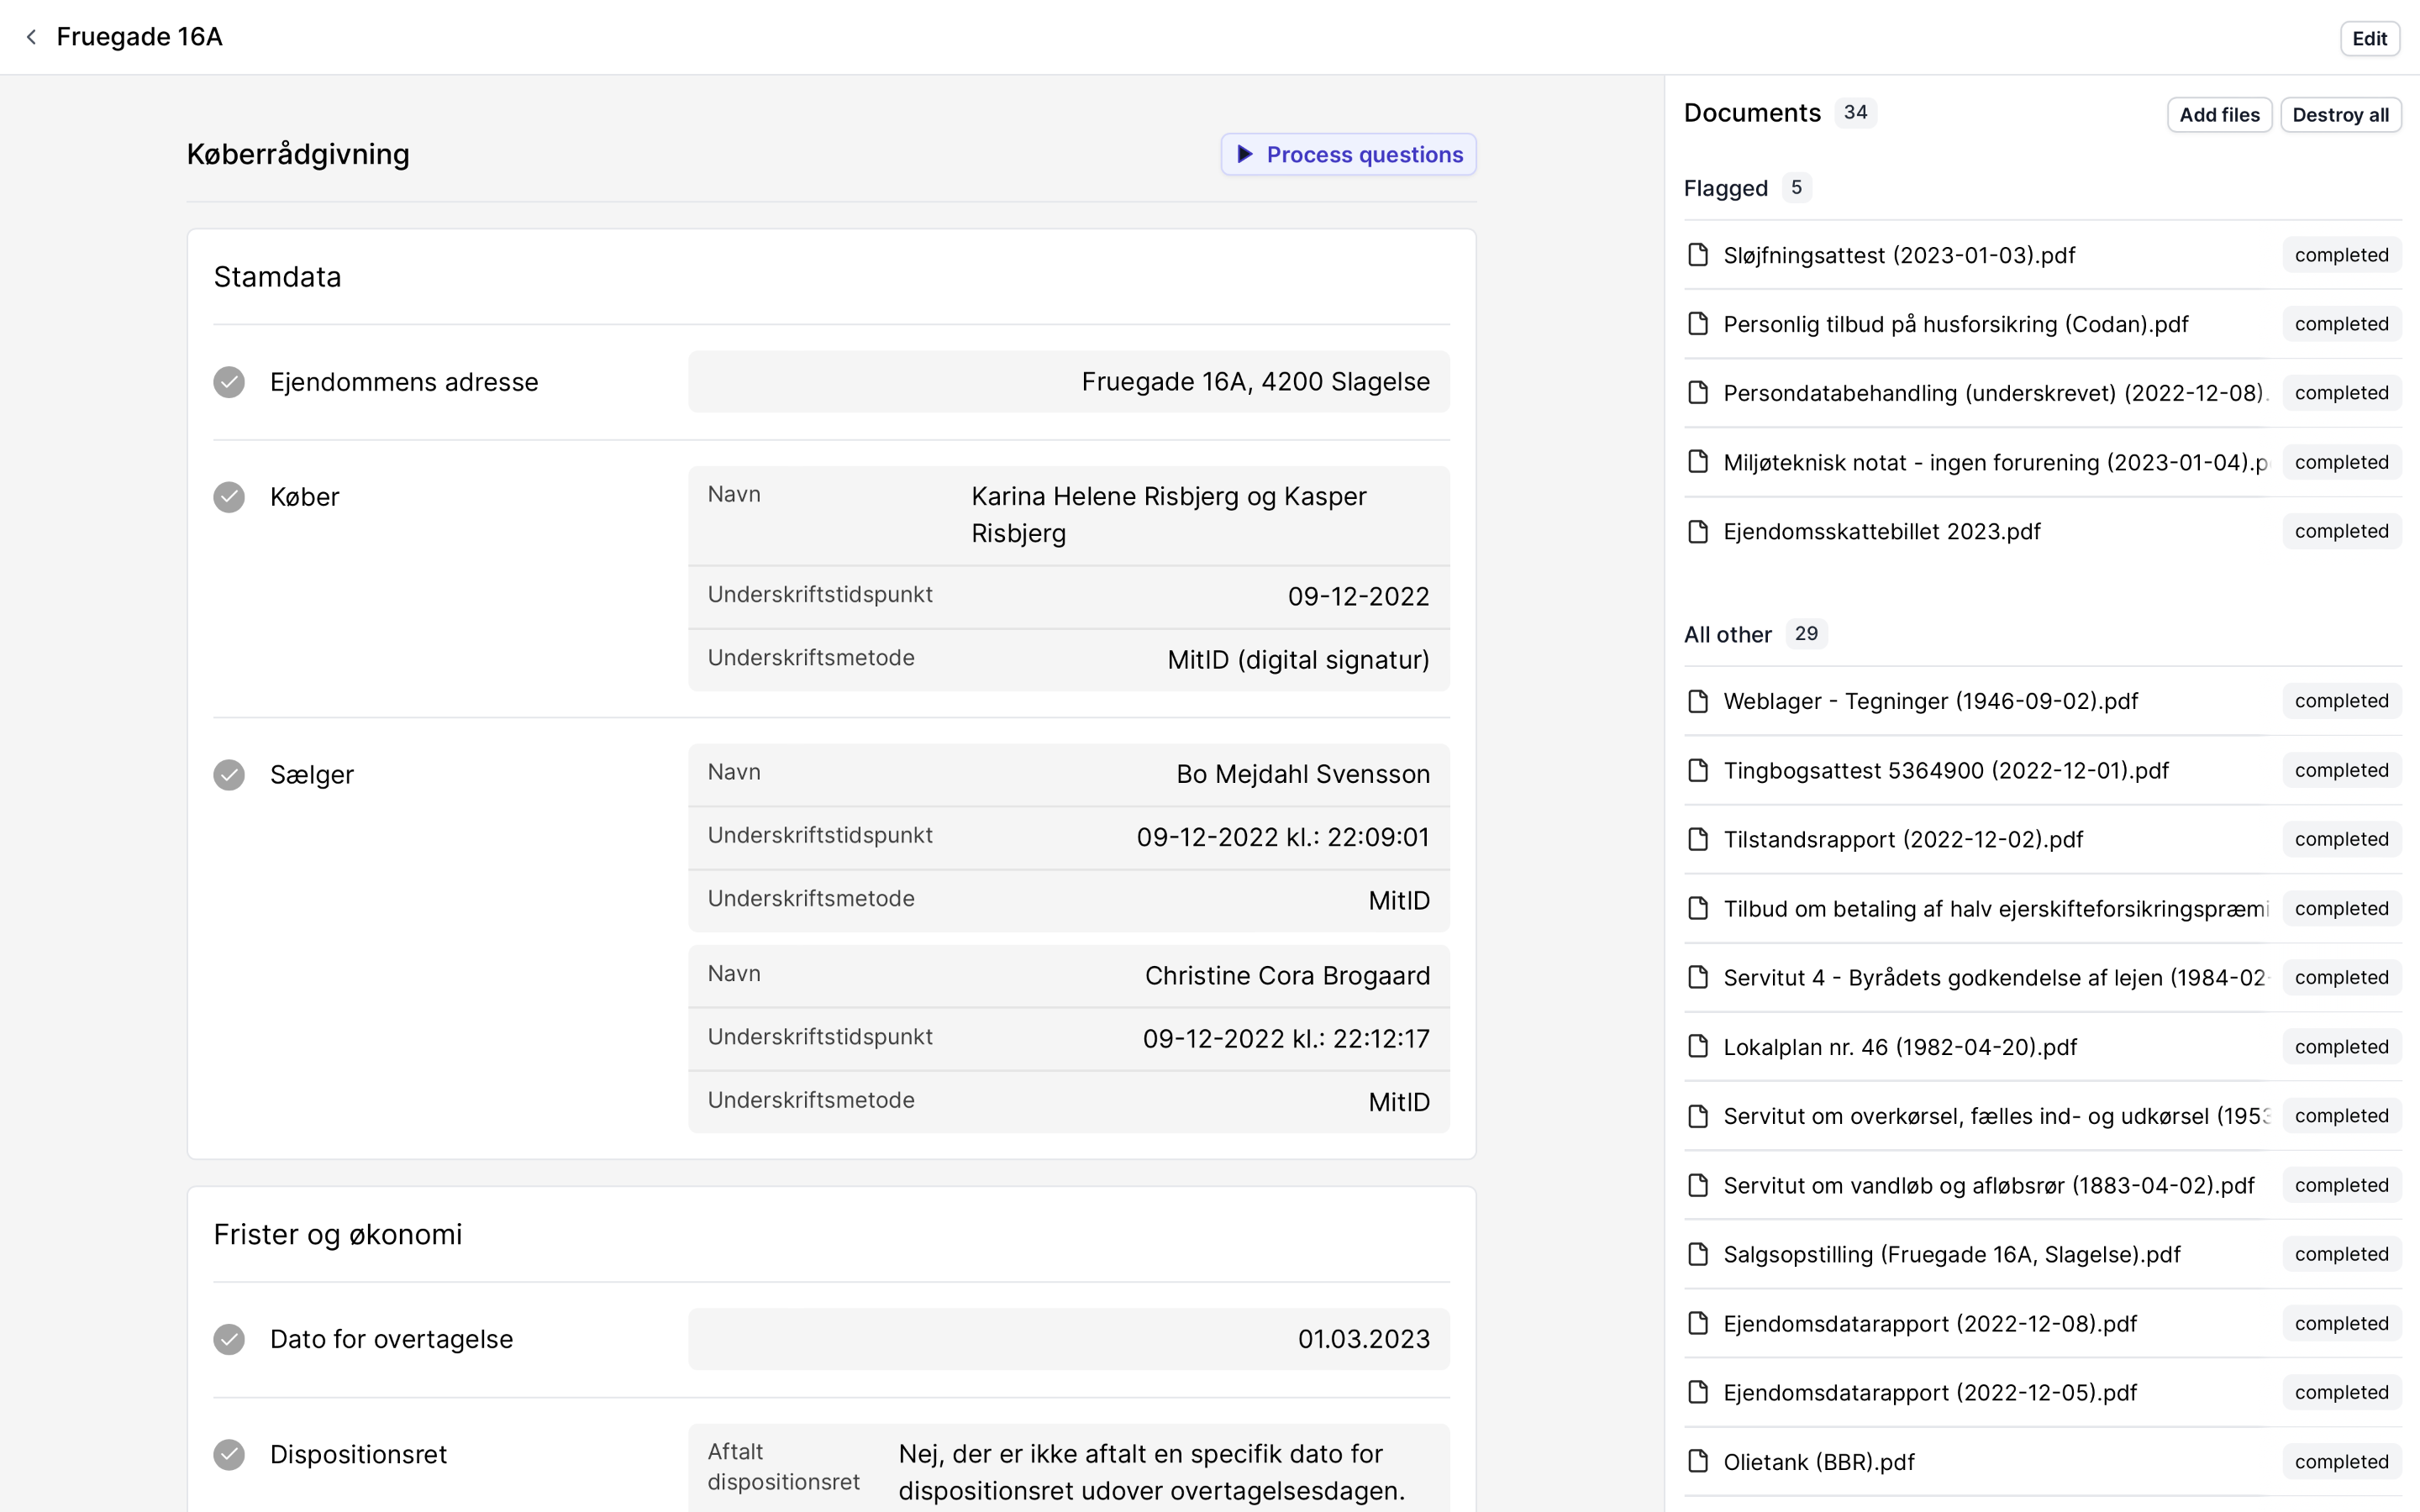 Fruegade 16A
Edit
Køberrådgivning
Process questions
Stamdata
Ejendommens adresse
Fruegade 16A, 4200 Slagelse
Køber
Navn
Karina Helene Risbjerg og Kasper
Risbjerg
Underskriftstidspunkt
09-12-2022
Underskriftsmetode
MitID (digital signatur)
Sælger
Navn
Bo Mejdahl Svensson
Underskriftstidspunkt
09-12-2022 kl.: 22:09:01
Underskriftsmetode
MitID
Navn
Christine Cora Brogaard
Underskriftstidspunkt
09-12-2022 kl.: 22:12:17
Underskriftsmetode
MitID
Frister og økonomi
Dato for overtagelse
01.03.2023
Dispositionsret
Aftalt
dispositionsret
Nej, der er ikke aftalt en specifik dato for
dispositionsret udover overtagelsesdagen.
Documents 34
Add files
Destroy all
Flagged 5
Sløjfningsattest (2023-01-03).pdf completed
Personlig tilbud på husforsikring (Codan).pdf completed
Persondatabehandling (underskrevet) (2022-12-08). completed
Miljøteknisk notat - ingen forurening (2023-01-04).p completed
Ejendomsskattebillet 2023.pdf completed
All other 29
Weblager - Tegninger (1946-09-02).pdf completed
Tingbogsattest 5364900 (2022-12-01).pdf completed
Tilstandsrapport (2022-12-02).pdf completed
Tilbud om betaling af halv ejerskifteforsikringspræmi completed
Servitut 4 - Byrådets godkendelse af lejen (1984-02- completed
Lokalplan nr. 46 (1982-04-20).pdf completed
Servitut om overkørsel, fælles ind- og udkørsel (1953 completed
Servitut om vandløb og afløbsrør (1883-04-02).pdf completed
Salgsopstilling (Fruegade 16A, Slagelse).pdf completed
Ejendomsdatarapport (2022-12-08).pdf completed
Ejendomsdatarapport (2022-12-05).pdf completed
Olietank (BBR).pdf completed